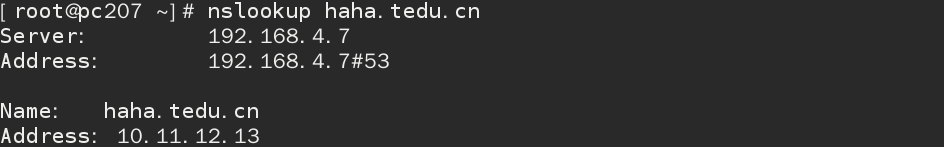 [root@pc207 ~]# nslookup haha.tedu.cn
Server: 192.168.4.7
Address: 192.168.4.7#53
Name: haha.tedu.cn
Address: 10.11.12.13